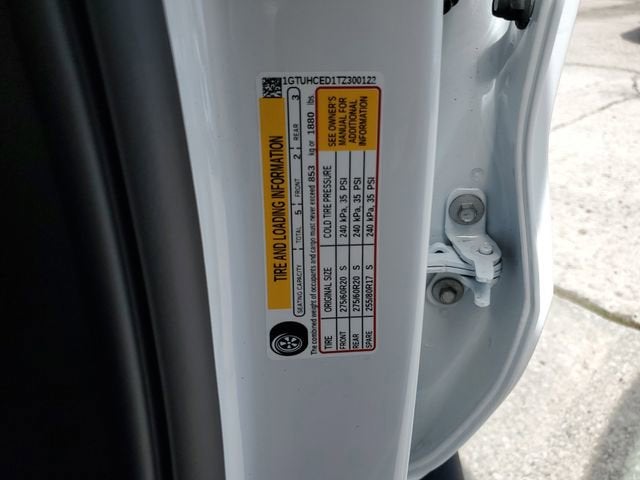 1GTUHCED1TZ300122
TIRE AND LOADING INFORMATION
SEATING CAPACITY TOTAL 5 FRONT 2 REAR 3
The combined weight of occupants and cargo must never exceed 853 kg or 1880 lbs.
TIRE ORIGINAL SIZE COLD TIRE PRESSURE
FRONT 275/60R20 S 240 kPa, 35 PSI
REAR 275/60R20 S 240 kPa, 35 PSI
SPARE 255/80R17 S 240 kPa, 35 PSI
SEE OWNER'S
MANUAL FOR
ADDITIONAL
INFORMATION